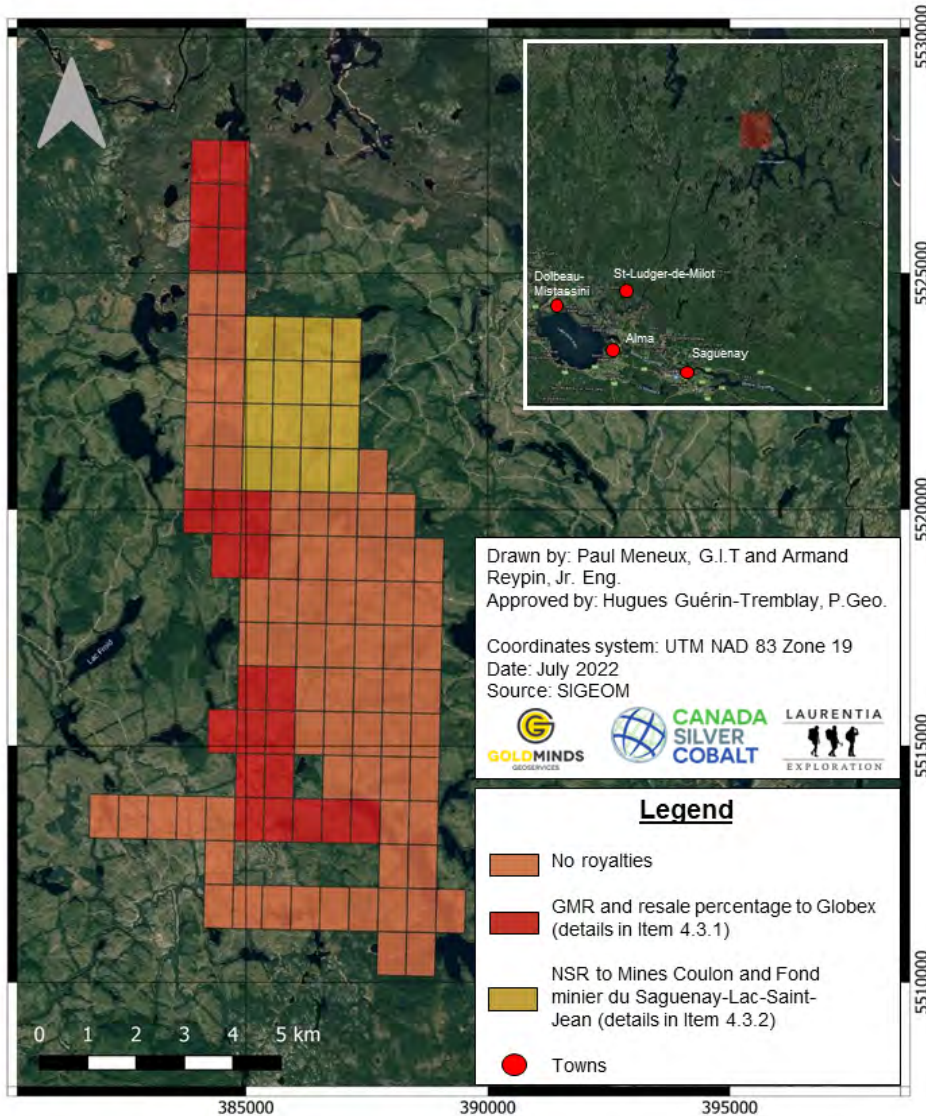 5530000
5525000
5520000
5515000
5510000
Dolbeau-
Mistassini
St-Ludger-de-Milot
Alma
Saguenay
Lac Froid
Drawn by: Paul Meneux, G.I.T and Armand
Reypin, Jr. Eng.
Approved by: Hugues Guérin-Tremblay, P.Geo.
Coordinates system: UTM NAD 83 Zone 19
Date: July 2022
Source: SIGEOM
GOLDMINDS
GEOSERVICES
CANADA
SILVER
COBALT
LAURENTIA
EXPLORATION
Legend
No royalties
GMR and resale percentage to Globex
(details in Item 4.3.1)
NSR to Mines Coulon and Fond
minier du Saguenay-Lac-Saint-
Jean (details in Item 4.3.2)
Towns
0 1 2 3 4 5 km
385000 390000 395000